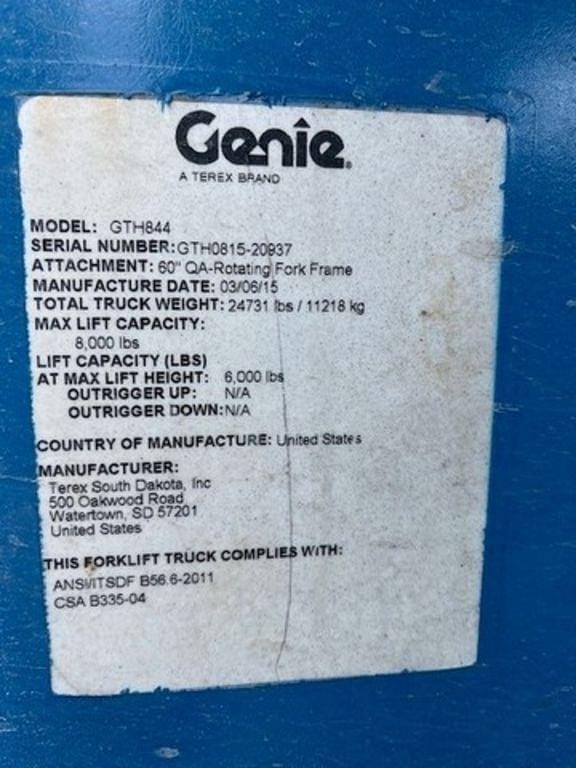 Genie
A TEREX BRAND
MODEL: GTH844
SERIAL NUMBER:GTH0815-20937
ATTACHMENT: 60" QA-Rotating Fork Frame
MANUFACTURE DATE: 03/06/15
TOTAL TRUCK WEIGHT: 24731 lbs / 11218 kg
MAX LIFT CAPACITY:
8,000 lbs
LIFT CAPACITY (LBS)
AT MAX LIFT HEIGHT: 6,000 lbs
OUTRIGGER UP: N/A
OUTRIGGER DOWN:N/A
COUNTRY OF MANUFACTURE: United States
MANUFACTURER:
Terex South Dakota, Inc
500 Oakwood Road
Watertown, SD 57201
United States
THIS FORKLIFT TRUCK COMPLIES WITH:
ANSI/ITSDF B56.6-2011
CSA B335-04